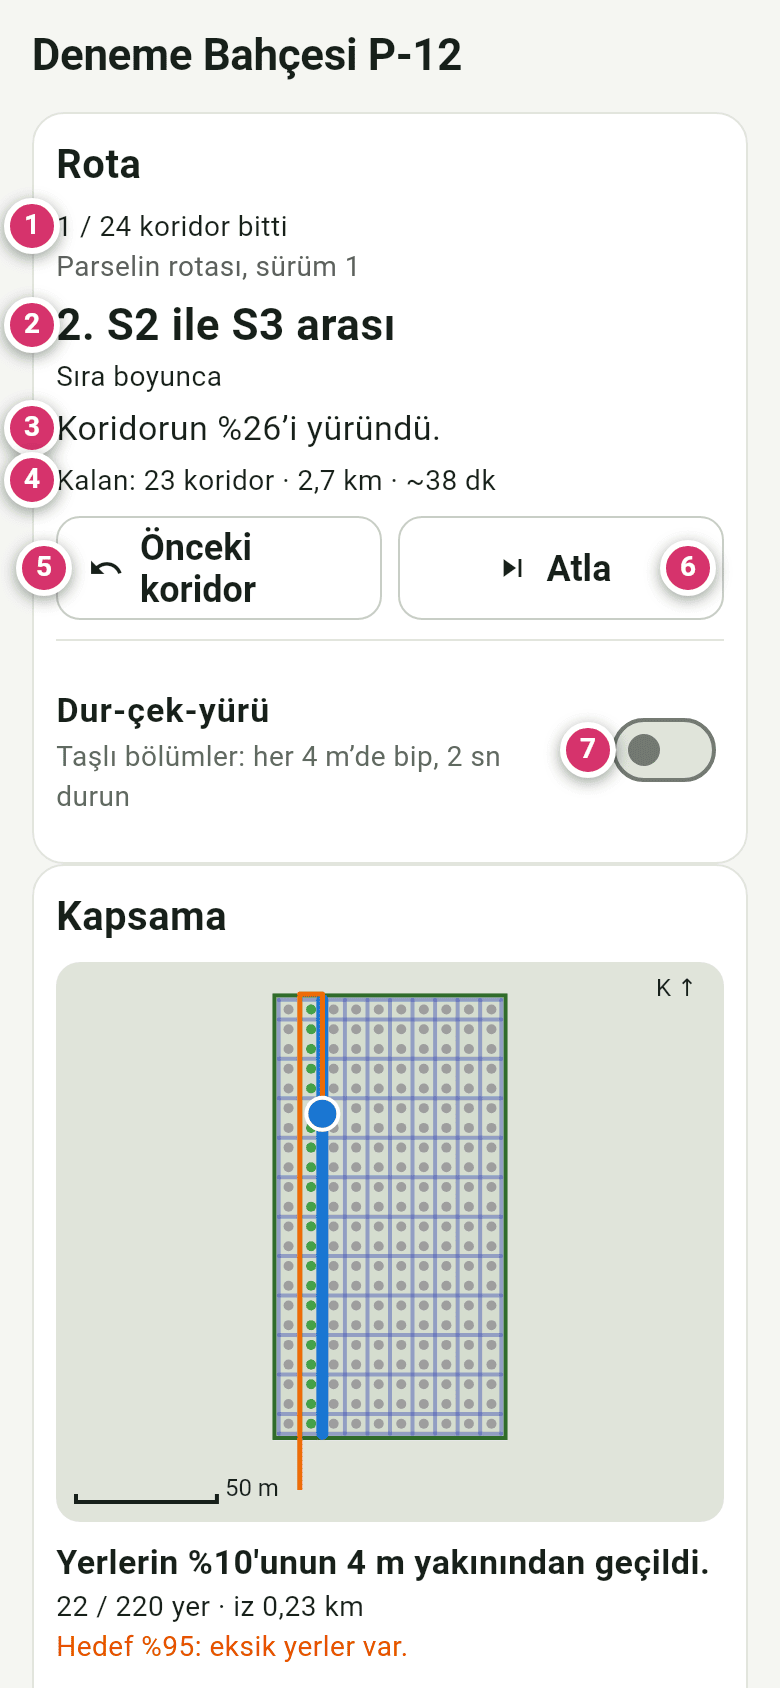 Deneme Bahçesi P-12
Rota
1
1 / 24 koridor bitti
Parselin rotası, sürüm 1
2
2. S2 ile S3 arası
Sıra boyunca
3
Koridorun %26’i yüründü.
4
Kalan: 23 koridor · 2,7 km · ~38 dk
5
Önceki
koridor
Atla
6
Dur-çek-yürü
Taşlı bölümler: her 4 m’de bip, 2 sn
durun
7
Kapsama
K ↑
50 m
Yerlerin %10'unun 4 m yakınından geçildi.
22 / 220 yer · iz 0,23 km
Hedef %95: eksik yerler var.